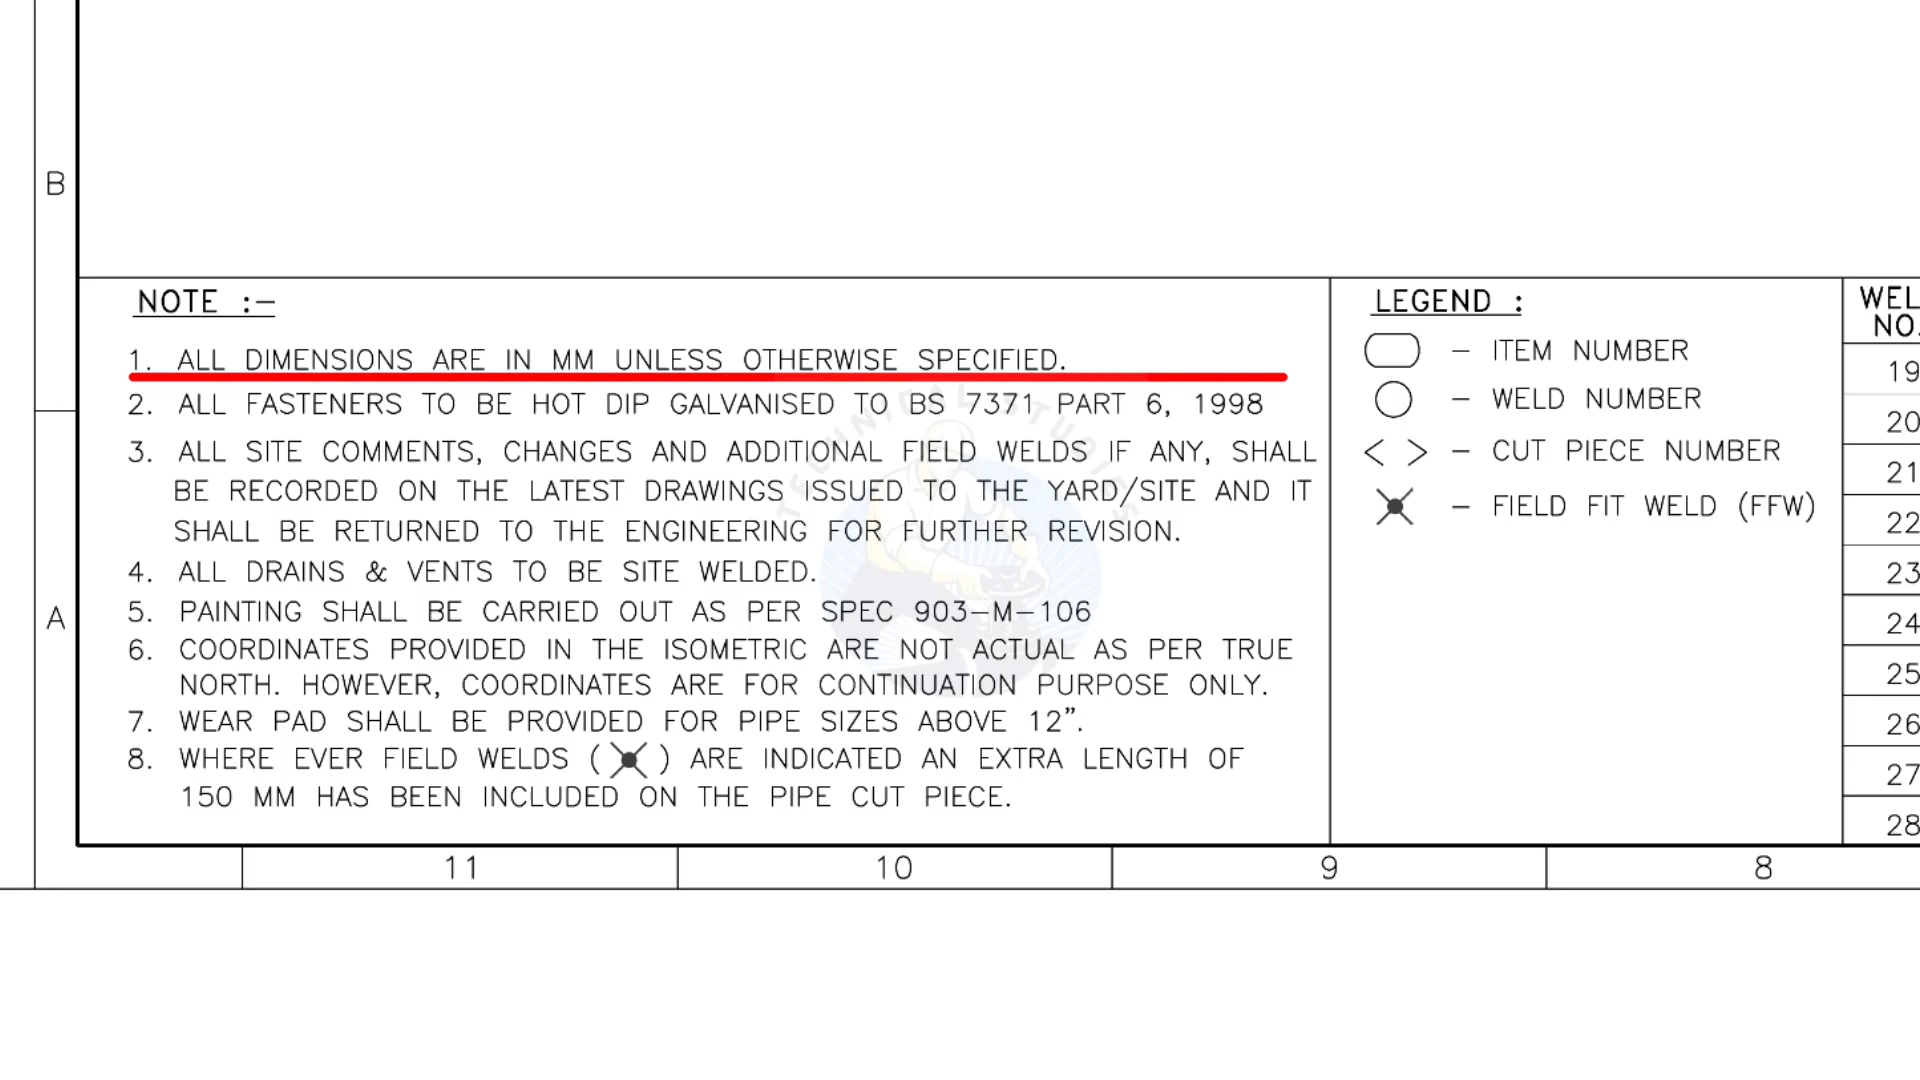 B
NOTE :—
1. ALL DIMENSIONS ARE IN MM UNLESS OTHERWISE SPECIFIED.
2. ALL FASTENERS TO BE HOT DIP GALVANISED TO BS 7371 PART 6, 1998
3. ALL SITE COMMENTS, CHANGES AND ADDITIONAL FIELD WELDS IF ANY, SHALL
BE RECORDED ON THE LATEST DRAWINGS ISSUED TO THE YARD/SITE AND IT
SHALL BE RETURNED TO THE ENGINEERING FOR FURTHER REVISION.
4. ALL DRAINS & VENTS TO BE SITE WELDED.
5. PAINTING SHALL BE CARRIED OUT AS PER SPEC 903-M-106
6. COORDINATES PROVIDED IN THE ISOMETRIC ARE NOT ACTUAL AS PER TRUE
NORTH. HOWEVER, COORDINATES ARE FOR CONTINUATION PURPOSE ONLY.
7. WEAR PAD SHALL BE PROVIDED FOR PIPE SIZES ABOVE 12”.
8. WHERE EVER FIELD WELDS ( ) ARE INDICATED AN EXTRA LENGTH OF
150 MM HAS BEEN INCLUDED ON THE PIPE CUT PIECE.
LEGEND :
— ITEM NUMBER
— WELD NUMBER
< > — CUT PIECE NUMBER
— FIELD FIT WELD (FFW)
WEL
NO.
19
20
21
22
23
24
25
26
27
28
A
11 10 9 8
TECHNICAL STUDIES